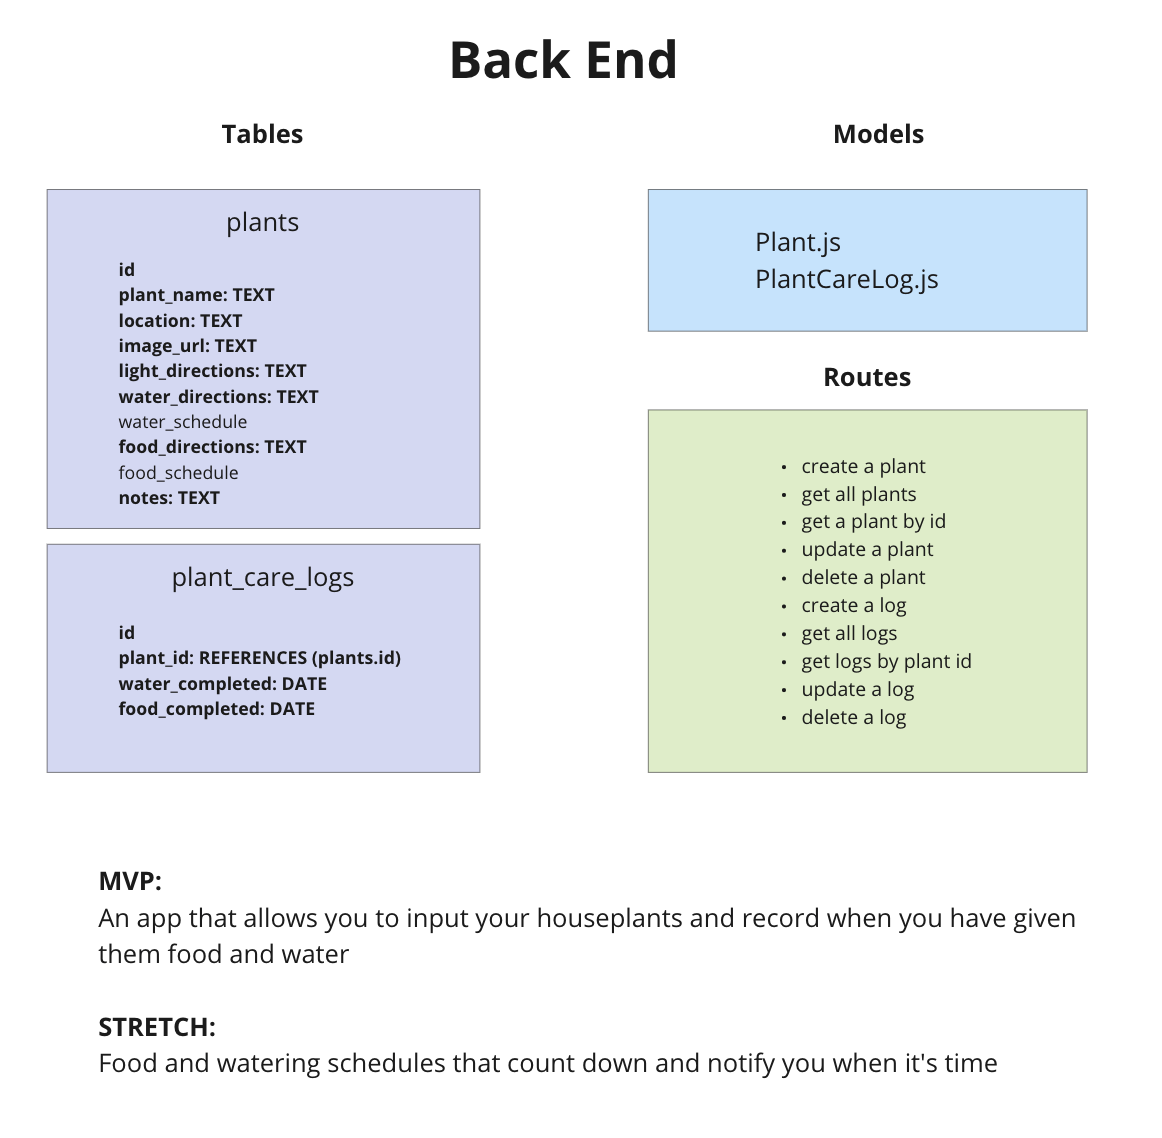 Back End
Tables
plants
id
plant_name: TEXT
location: TEXT
image_url: TEXT
light_directions: TEXT
water_directions: TEXT
water_schedule
food_directions: TEXT
food_schedule
notes: TEXT
plant_care_logs
id
plant_id: REFERENCES (plants.id)
water_completed: DATE
food_completed: DATE
Models
Plant.js
PlantCareLog.js
Routes
• create a plant
• get all plants
• get a plant by id
• update a plant
• delete a plant
• create a log
• get all logs
• get logs by plant id
• update a log
• delete a log
MVP:
An app that allows you to input your houseplants and record when you have given
them food and water
STRETCH:
Food and watering schedules that count down and notify you when it's time